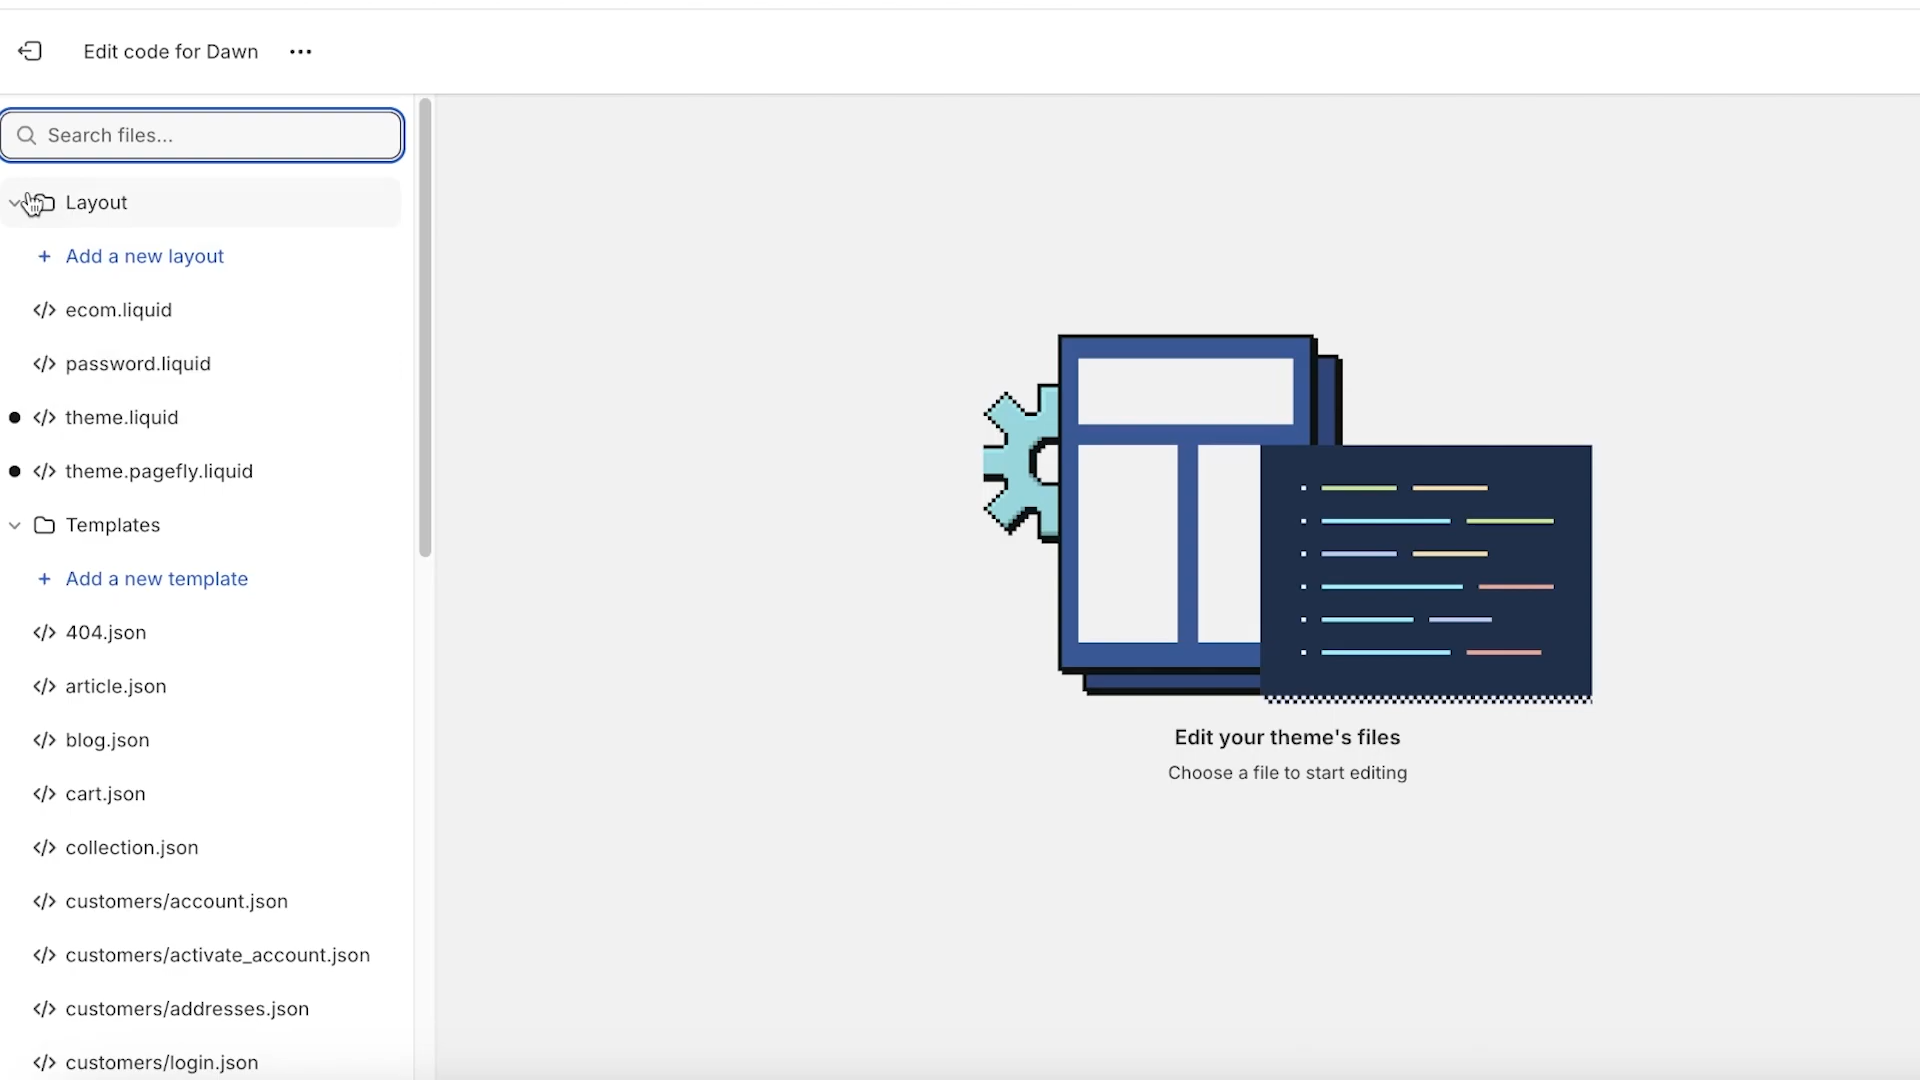 Edit code for Dawn
Search files...
Layout
+ Add a new layout
</> ecom.liquid
</> password.liquid
</> theme.liquid
</> theme.pagefly.liquid
Templates
+ Add a new template
</> 404.json
</> article.json
</> blog.json
</> cart.json
</> collection.json
</> customers/account.json
</> customers/activate_account.json
</> customers/addresses.json
</> customers/login.json
Edit your theme's files
Choose a file to start editing